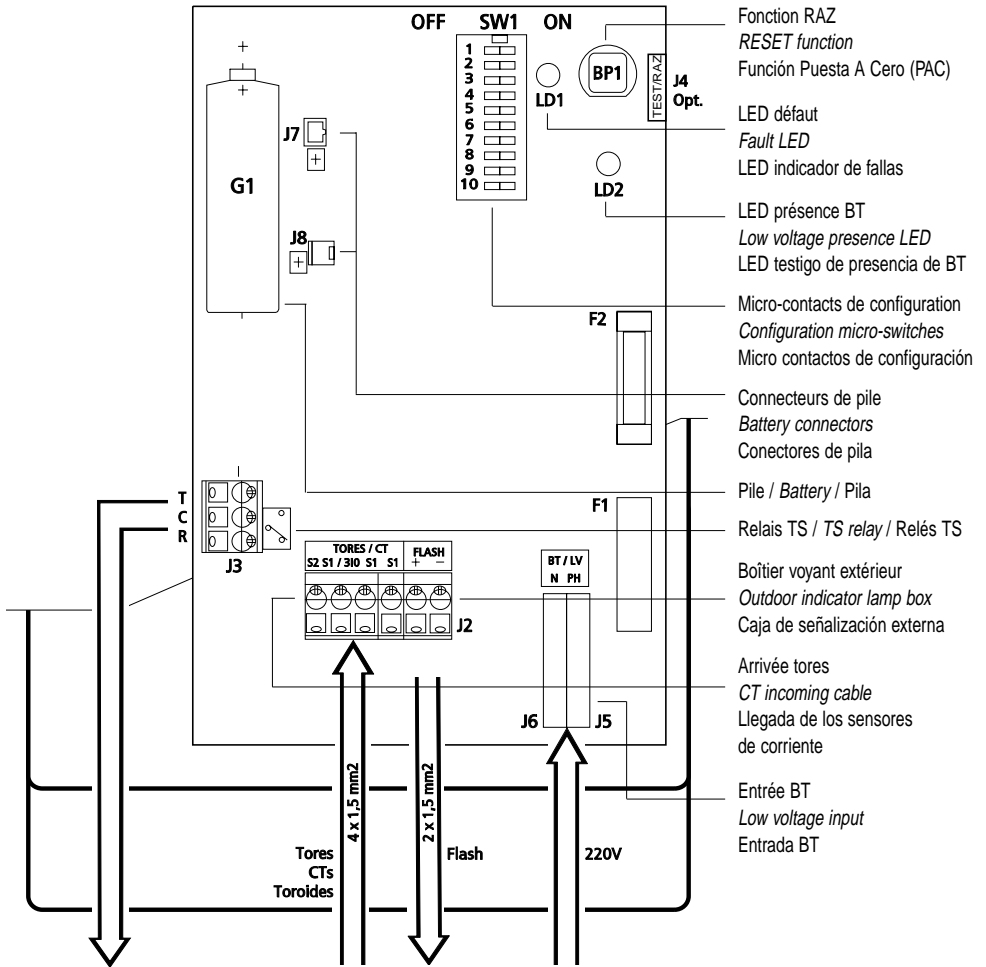 OFF SW1 ON
1
2
3
4
5
6
7
8
9
10
LD1
BP1
TEST/RAZ
J4
Opt.
LD2
+
+
G1
J7
+
J8
+
F2
F1
T
C
R
J3
TORES / CT
S2 S1 / 3I0 S1 S1
FLASH
+ −
J2
BT / LV
N PH
J6
J5
4 x 1,5 mm2
2 x 1,5 mm2
Tores
CTs
Toroides
Flash
220V
Fonction RAZ
RESET function
Función Puesta A Cero (PAC)
LED défaut
Fault LED
LED indicador de fallas
LED présence BT
Low voltage presence LED
LED testigo de presencia de BT
Micro-contacts de configuration
Configuration micro-switches
Micro contactos de configuración
Connecteurs de pile
Battery connectors
Conectores de pila
Pile / Battery / Pila
Relais TS / TS relay / Relés TS
Boîtier voyant extérieur
Outdoor indicator lamp box
Caja de señalización externa
Arrivée tores
CT incoming cable
Llegada de los sensores
de corriente
Entrée BT
Low voltage input
Entrada BT